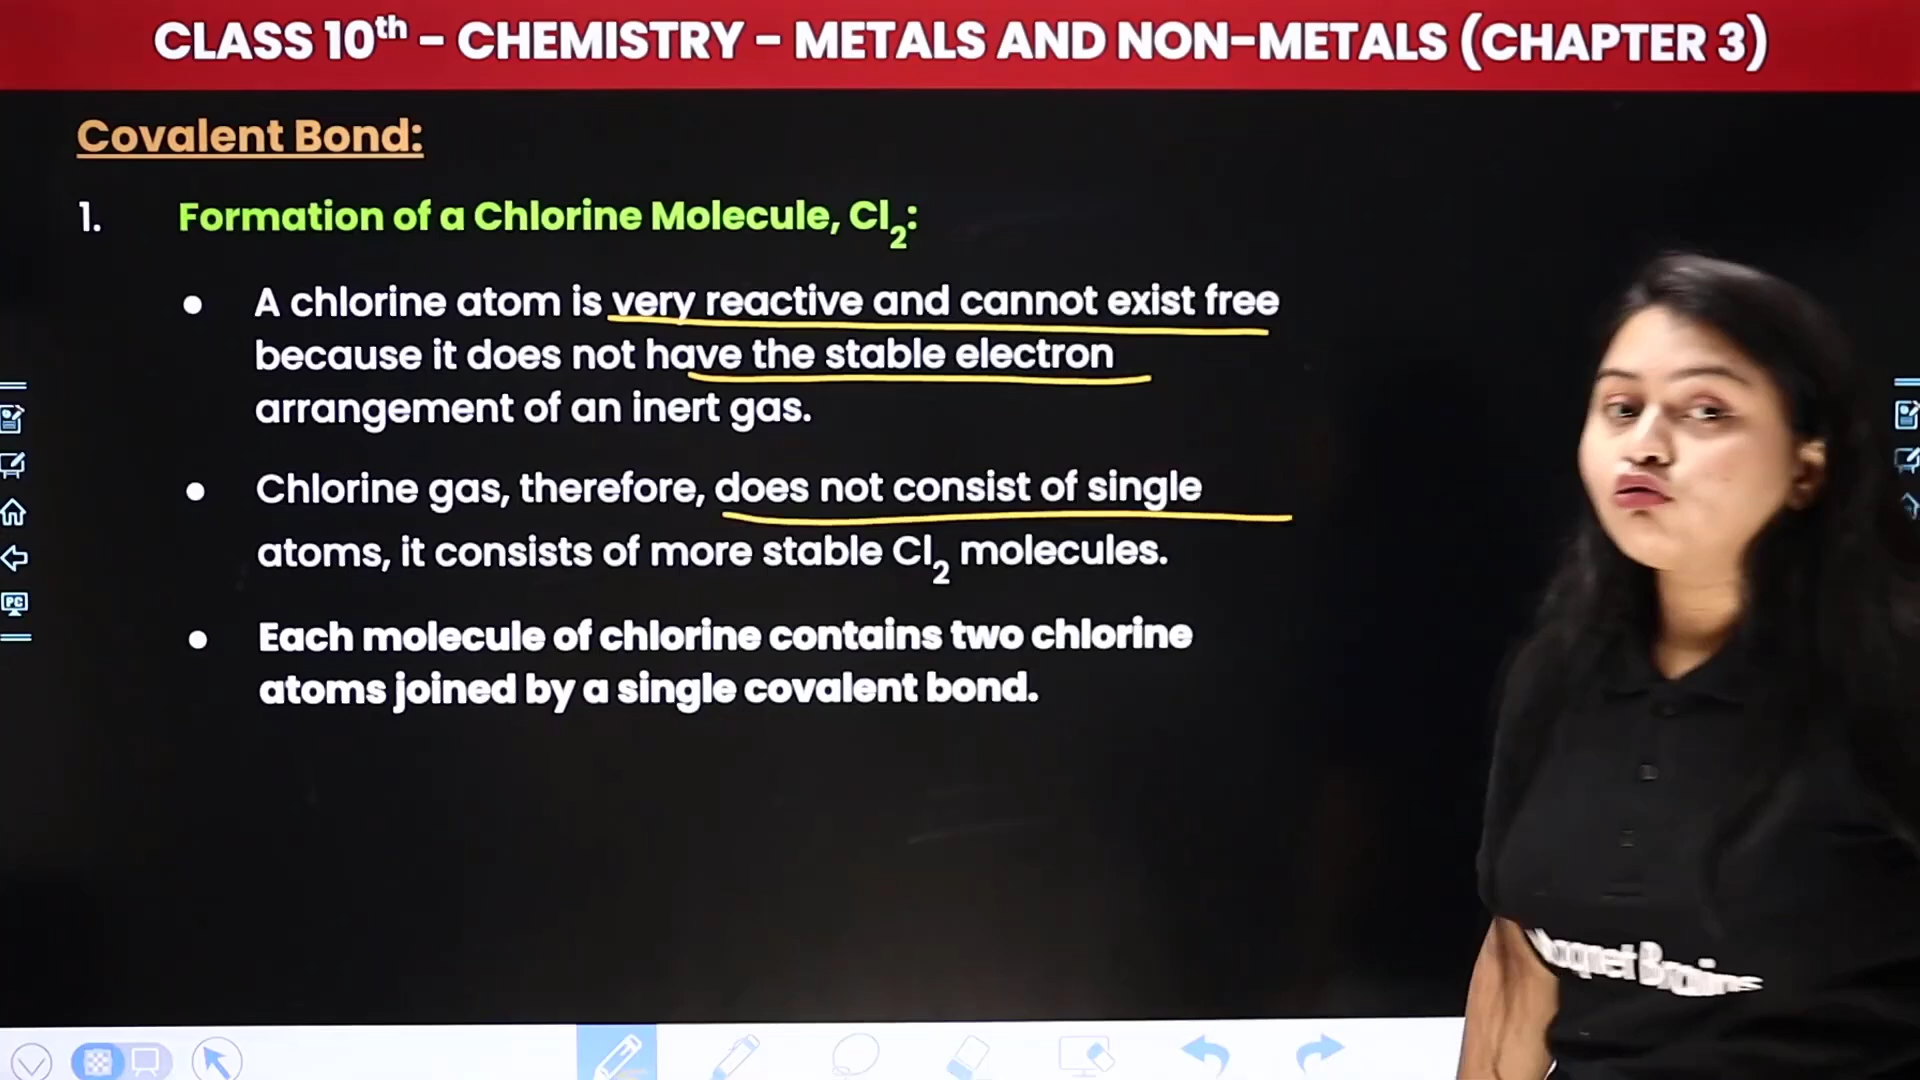 CLASS 10th - CHEMISTRY - METALS AND NON-METALS (CHAPTER 3)
Covalent Bond:
1. Formation of a Chlorine Molecule, Cl2:
● A chlorine atom is very reactive and cannot exist free
because it does not have the stable electron
arrangement of an inert gas.
● Chlorine gas, therefore, does not consist of single
atoms, it consists of more stable Cl2 molecules.
● Each molecule of chlorine contains two chlorine
atoms joined by a single covalent bond.
PC
Brains